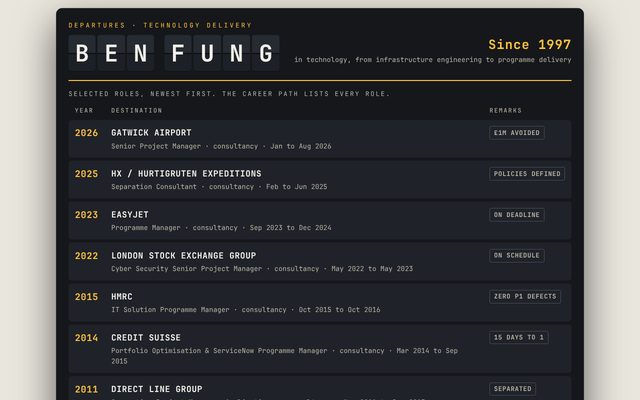 DEPARTURES · TECHNOLOGY DELIVERY
BEN FUNG
Since 1997
in technology, from infrastructure engineering to programme delivery
SELECTED ROLES, NEWEST FIRST. THE CAREER PATH LISTS EVERY ROLE.
YEAR DESTINATION REMARKS
2026 GATWICK AIRPORT £1M AVOIDED
Senior Project Manager · consultancy · Jan to Aug 2026
2025 HX / HURTIGRUTEN EXPEDITIONS POLICIES DEFINED
Separation Consultant · consultancy · Feb to Jun 2025
2023 EASYJET ON DEADLINE
Programme Manager · consultancy · Sep 2023 to Dec 2024
2022 LONDON STOCK EXCHANGE GROUP ON SCHEDULE
Cyber Security Senior Project Manager · consultancy · May 2022 to May 2023
2015 HMRC ZERO P1 DEFECTS
IT Solution Programme Manager · consultancy · Oct 2015 to Oct 2016
2014 CREDIT SUISSE 15 DAYS TO 1
Portfolio Optimisation & ServiceNow Programme Manager · consultancy · Mar 2014 to Sep
2015
2011 DIRECT LINE GROUP SEPARATED